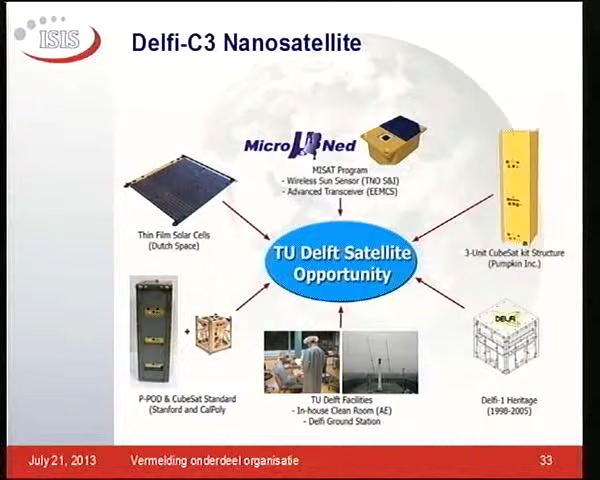 ISIS
Delfi-C3 Nanosatellite
Micro Ned
MISAT Program
- Wireless Sun Sensor (TNO S&I)
- Advanced Transceiver (EEMCS)
Thin Film Solar Cells
(Dutch Space)
3-Unit CubeSat kit Structure
(Pumpkin Inc.)
TU Delft Satellite
Opportunity
+
DELFI
P-POD & CubeSat Standard
(Stanford and CalPoly
TU Delft Facilities
- In-house Clean Room (AE)
- Delfi Ground Station
Delfi-1 Heritage
(1998-2005)
July 21, 2013
Vermelding onderdeel organisatie
33